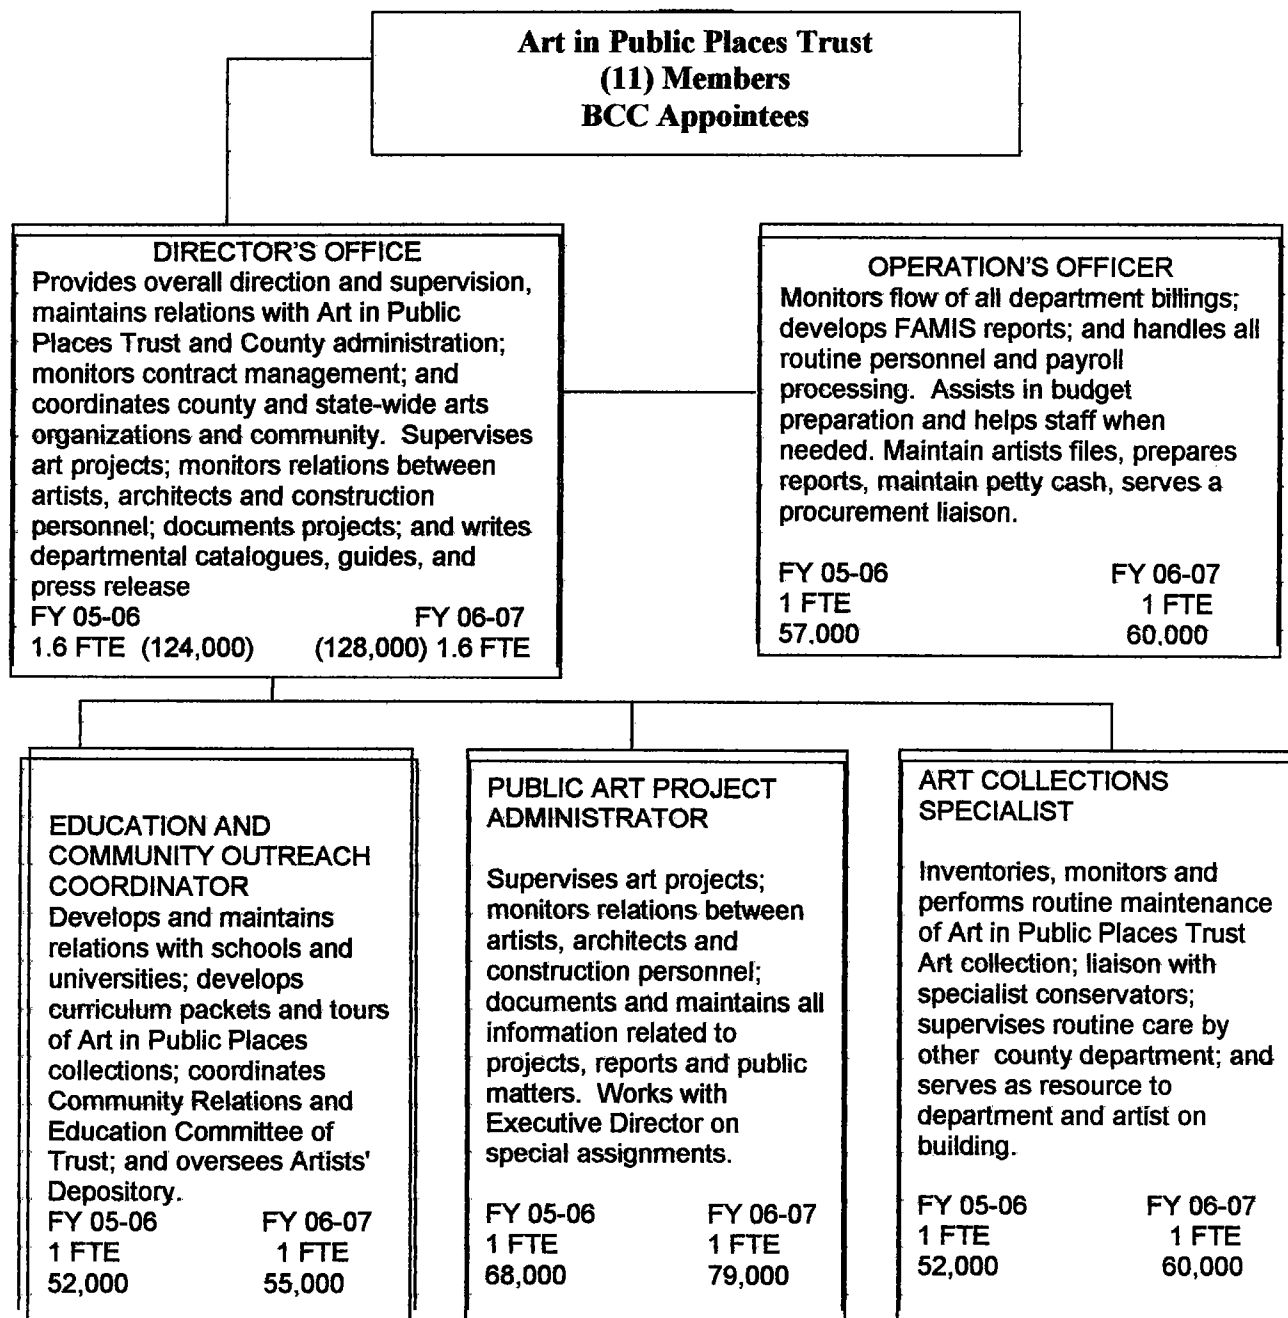 Art in Public Places Trust
(11) Members
BCC Appointees
DIRECTOR'S OFFICE
Provides overall direction and supervision,
maintains relations with Art in Public
Places Trust and County administration;
monitors contract management; and
coordinates county and state-wide arts
organizations and community. Supervises
art projects; monitors relations between
artists, architects and construction
personnel; documents projects; and writes
departmental catalogues, guides, and
press release
FY 05-06 FY 06-07
1.6 FTE (124,000) (128,000) 1.6 FTE
OPERATION'S OFFICER
Monitors flow of all department billings;
develops FAMIS reports; and handles all
routine personnel and payroll
processing. Assists in budget
preparation and helps staff when
needed. Maintain artists files, prepares
reports, maintain petty cash, serves a
procurement liaison.
FY 05-06 FY 06-07
1 FTE 1 FTE
57,000 60,000
EDUCATION AND
COMMUNITY OUTREACH
COORDINATOR
Develops and maintains
relations with schools and
universities; develops
curriculum packets and tours
of Art in Public Places
collections; coordinates
Community Relations and
Education Committee of
Trust; and oversees Artists'
Depository.
FY 05-06 FY 06-07
1 FTE 1 FTE
52,000 55,000
PUBLIC ART PROJECT
ADMINISTRATOR
Supervises art projects;
monitors relations between
artists, architects and
construction personnel;
documents and maintains all
information related to
projects, reports and public
matters. Works with
Executive Director on
special assignments.
FY 05-06 FY 06-07
1 FTE 1 FTE
68,000 79,000
ART COLLECTIONS
SPECIALIST
Inventories, monitors and
performs routine maintenance
of Art in Public Places Trust
Art collection; liaison with
specialist conservators;
supervises routine care by
other county department; and
serves as resource to
department and artist on
building.
FY 05-06 FY 06-07
1 FTE 1 FTE
52,000 60,000